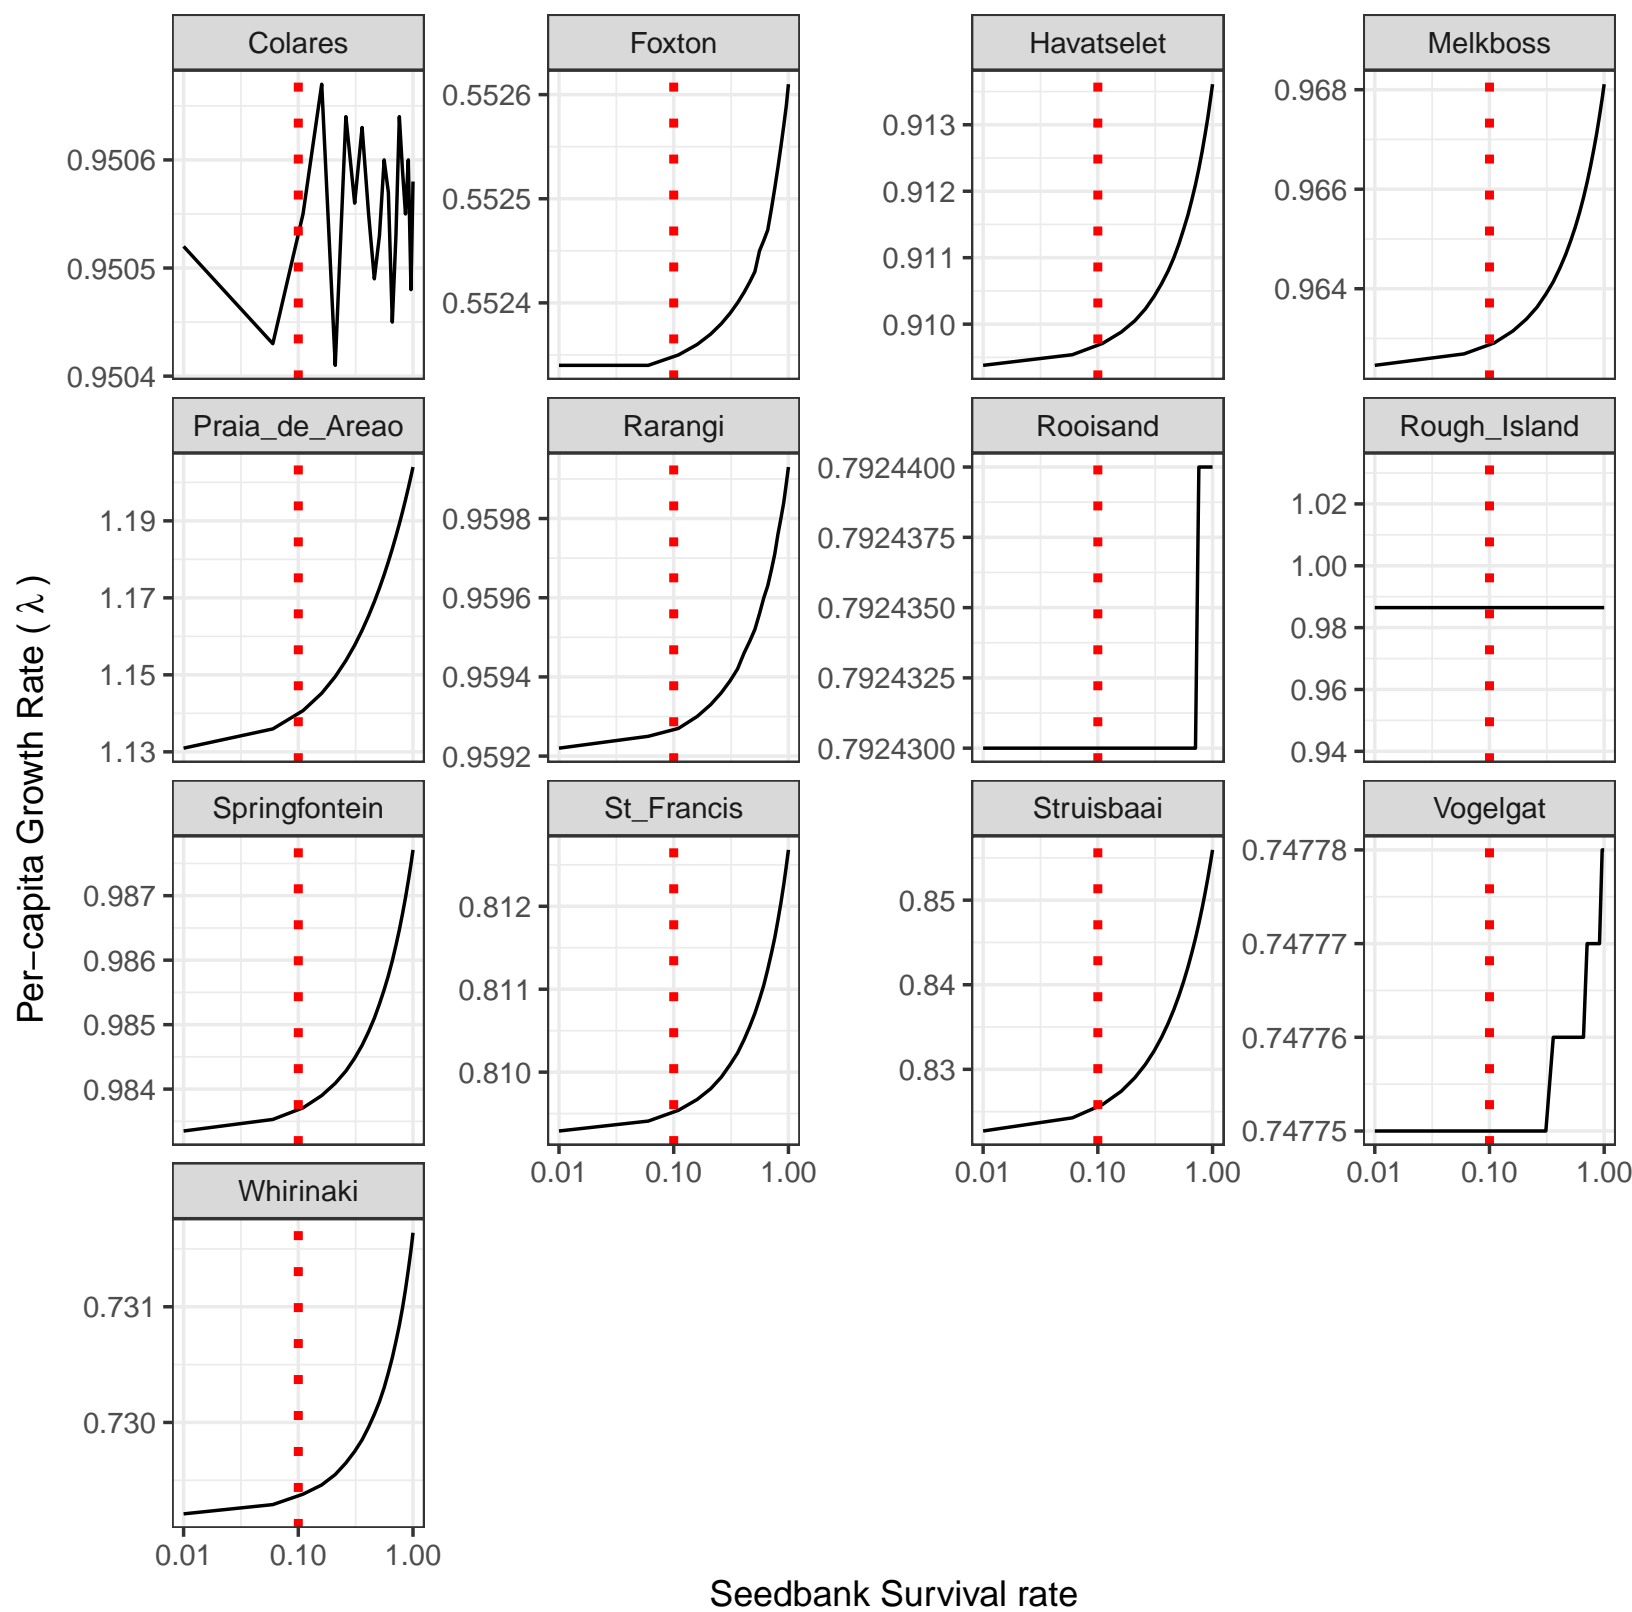 Colares
Foxton
Havatselet
Melkboss
0.9506
0.9505
0.9504
0.5526
0.5525
0.5524
0.913
0.912
0.911
0.910
0.968
0.966
0.964
Praia_de_Areao
Rarangi
Rooisand
Rough_Island
1.19
1.17
1.15
1.13
0.9598
0.9596
0.9594
0.9592
0.7924400
0.7924375
0.7924350
0.7924325
0.7924300
1.02
1.00
0.98
0.96
0.94
Springfontein
St_Francis
Struisbaai
Vogelgat
0.987
0.986
0.985
0.984
0.812
0.811
0.810
0.85
0.84
0.83
0.74778
0.74777
0.74776
0.74775
0.01 0.10 1.00
0.01 0.10 1.00
0.01 0.10 1.00
Whirinaki
0.731
0.730
0.01 0.10 1.00
Per−capita Growth Rate ( λ )
Seedbank Survival rate